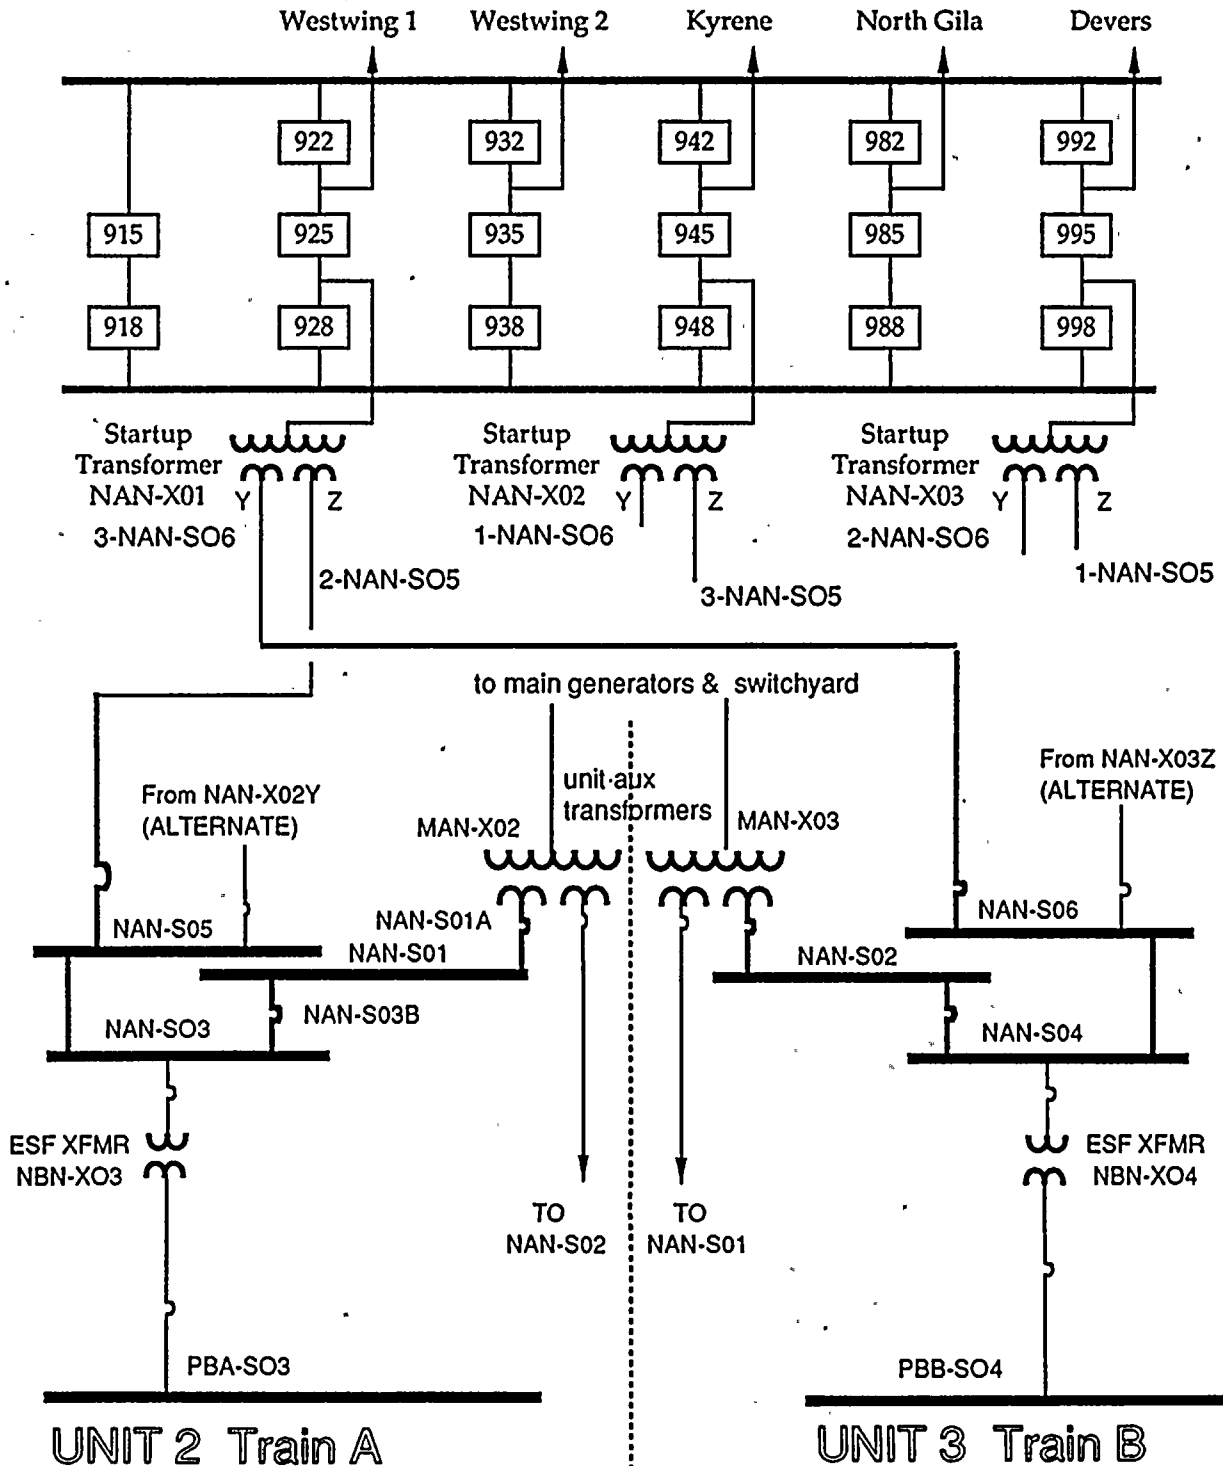 Westwing 1 Westwing 2 Kyrene North Gila Devers
922 932 942 982 992
915 925 935 945 985 995
918 928 938 948 988 998
Startup
Transformer
NAN-X01
Y Z
Startup
Transformer
NAN-X02
Y Z
Startup
Transformer
NAN-X03
Y Z
3-NAN-SO6
1-NAN-SO6
2-NAN-SO6
2-NAN-SO5
3-NAN-SO5
1-NAN-SO5
to main generators & switchyard
From NAN-X02Y
(ALTERNATE)
unit-aux
transformers
From NAN-X03Z
(ALTERNATE)
MAN-X02
MAN-X03
NAN-S05
NAN-S01A
NAN-S01
NAN-S06
NAN-S02
NAN-SO3
NAN-S03B
NAN-S04
ESF XFMR
NBN-XO3
ESF XFMR
NBN-XO4
TO
NAN-S02
TO
NAN-S01
PBA-SO3
PBB-SO4
UNIT 2 Train A
UNIT 3 Train B